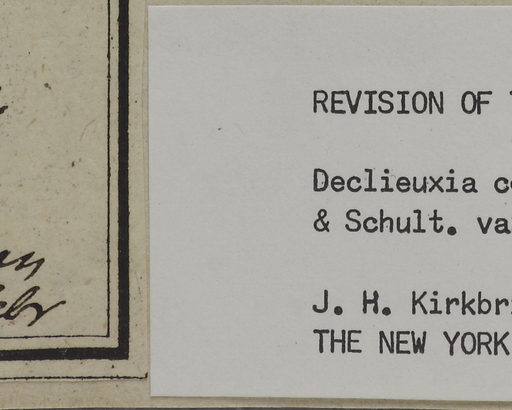 REVISION OF
Declieuxia c
& Schult. va
J. H. Kirkbr
THE NEW YORK